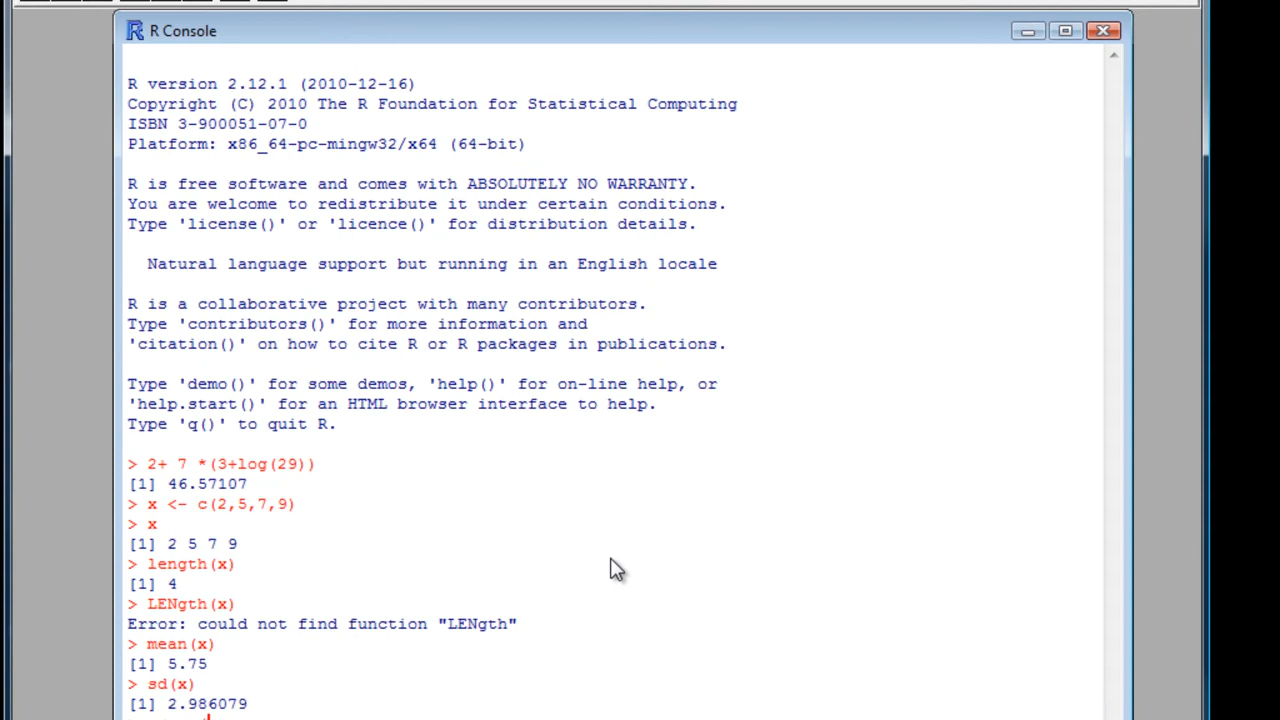 R Console
R version 2.12.1 (2010-12-16)
Copyright (C) 2010 The R Foundation for Statistical Computing
ISBN 3-900051-07-0
Platform: x86_64-pc-mingw32/x64 (64-bit)
R is free software and comes with ABSOLUTELY NO WARRANTY.
You are welcome to redistribute it under certain conditions.
Type 'license()' or 'licence()' for distribution details.
Natural language support but running in an English locale
R is a collaborative project with many contributors.
Type 'contributors()' for more information and
'citation()' on how to cite R or R packages in publications.
Type 'demo()' for some demos, 'help()' for on-line help, or
'help.start()' for an HTML browser interface to help.
Type 'q()' to quit R.
> 2+ 7 *(3+log(29))
[1] 46.57107
> x <- c(2,5,7,9)
> x
[1] 2 5 7 9
> length(x)
[1] 4
> LENgth(x)
Error: could not find function "LENgth"
> mean(x)
[1] 5.75
> sd(x)
[1] 2.986079